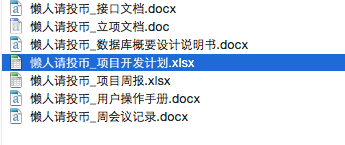 懒人请投币_接口文档.docx
懒人请投币_立项文档.doc
懒人请投币_数据库概要设计说明书.docx
懒人请投币_项目开发计划.xlsx
懒人请投币_项目周报.xlsx
懒人请投币_用户操作手册.docx
懒人请投币_周会议记录.docx